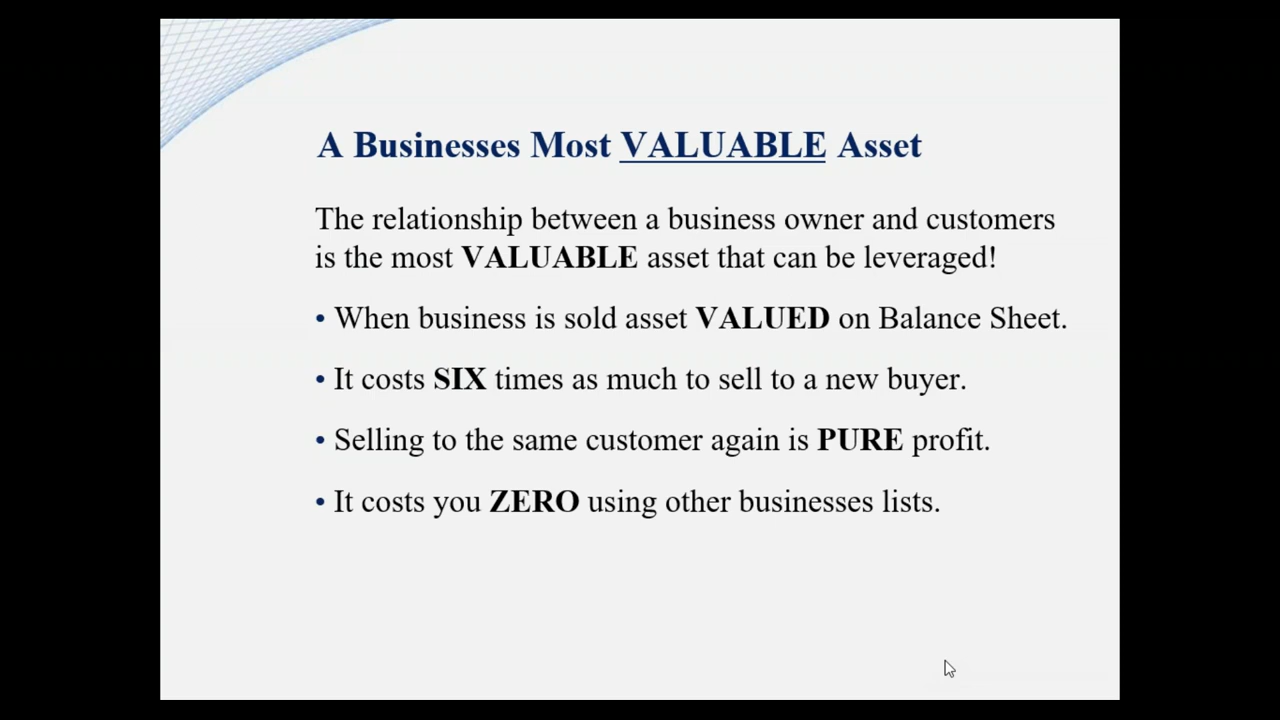 A Businesses Most VALUABLE Asset
The relationship between a business owner and customers
is the most VALUABLE asset that can be leveraged!
• When business is sold asset VALUED on Balance Sheet.
• It costs SIX times as much to sell to a new buyer.
• Selling to the same customer again is PURE profit.
• It costs you ZERO using other businesses lists.